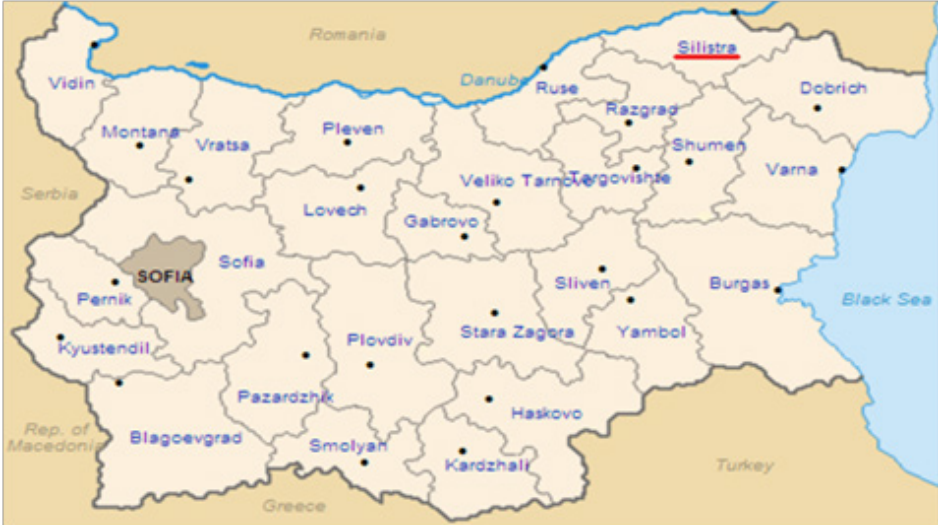 Romania
Silistra
Danube
Ruse
Vidin
Dobrich
Razgrad
Montana
Pleven
Vratsa
Shumen
Varna
Veliko Tarnovo
Targovishte
Serbia
Lovech
Gabrovo
SOFIA
Sofia
Sliven
Burgas
Pernik
Black Sea
Stara Zagora
Yambol
Plovdiv
Kyustendil
Pazardzhik
Haskovo
Rep. of
Macedonia
Blagoevgrad
Smolyan
Kardzhali
Turkey
Greece